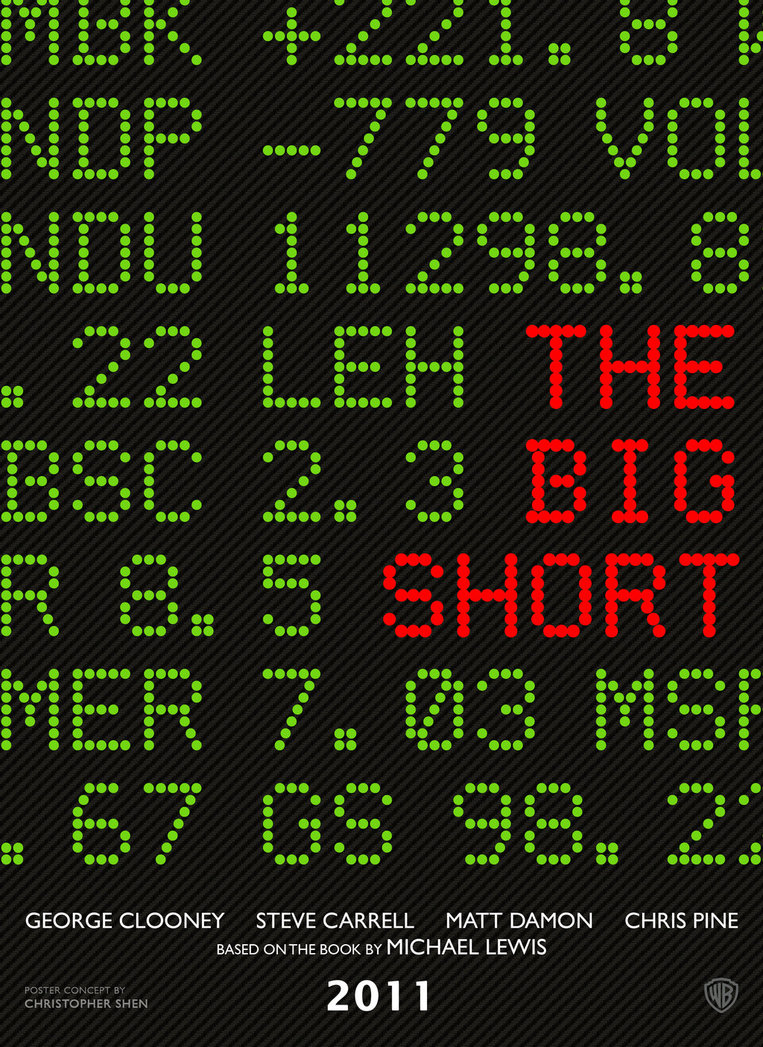 MBK +221.8
NDP -779 VOL
NDU 11298.8
.22 LEH THE
BSC 2.3 BIG
R 8.5 SHORT
MER 7.03 MS
.67 GS 98.2
GEORGE CLOONEY STEVE CARRELL MATT DAMON CHRIS PINE
BASED ON THE BOOK BY MICHAEL LEWIS
POSTER CONCEPT BY
CHRISTOPHER SHEN
2011
WB